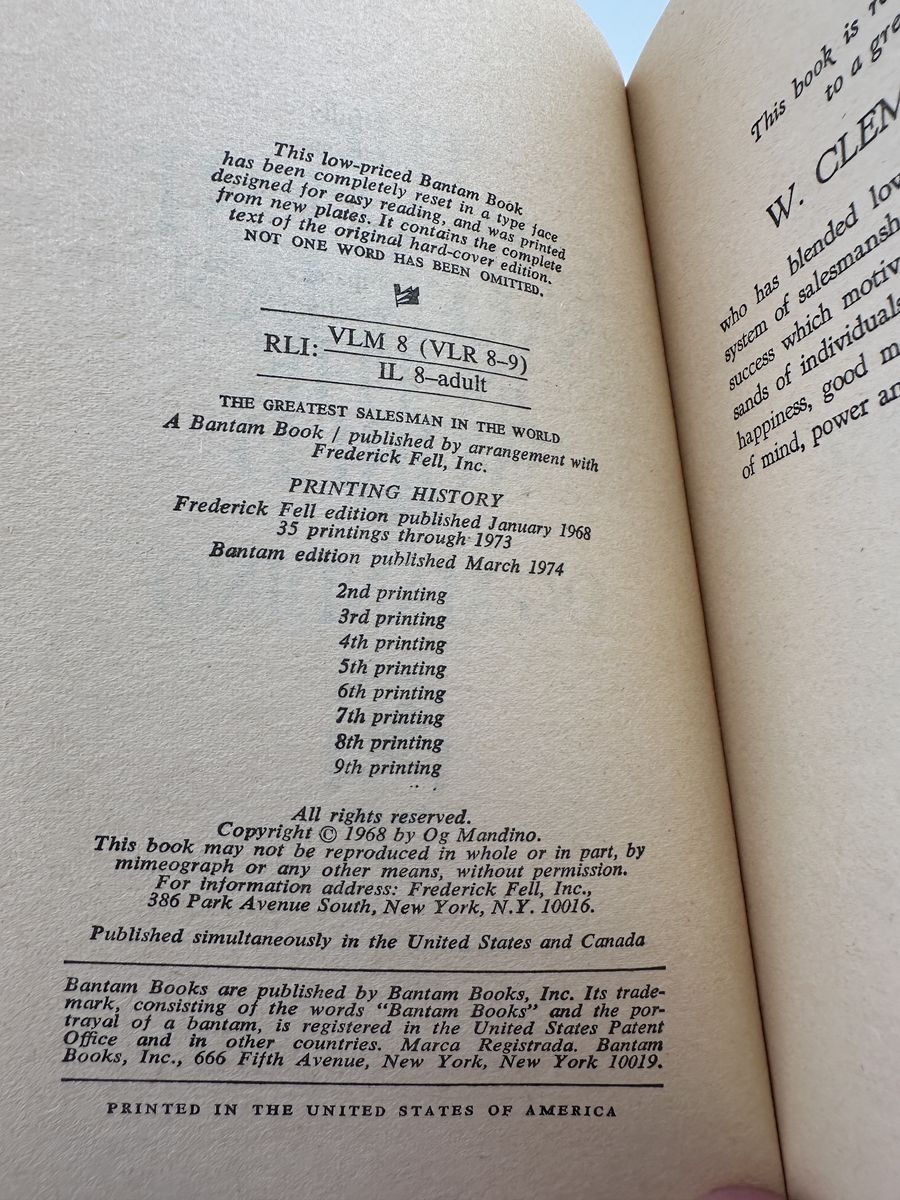 This low-priced Bantam Book
has been completely reset in a type face
designed for easy reading, and was printed
from new plates. It contains the complete
text of the original hard-cover edition.
NOT ONE WORD HAS BEEN OMITTED.
RLI: VLM 8 (VLR 8–9)
IL 8–adult
THE GREATEST SALESMAN IN THE WORLD
A Bantam Book / published by arrangement with
Frederick Fell, Inc.
PRINTING HISTORY
Frederick Fell edition published January 1968
35 printings through 1973
Bantam edition published March 1974
2nd printing
3rd printing
4th printing
5th printing
6th printing
7th printing
8th printing
9th printing
All rights reserved.
Copyright © 1968 by Og Mandino.
This book may not be reproduced in whole or in part, by
mimeograph or any other means, without permission.
For information address: Frederick Fell, Inc.,
386 Park Avenue South, New York, N.Y. 10016.
Published simultaneously in the United States and Canada
Bantam Books are published by Bantam Books, Inc. Its trade-
mark, consisting of the words "Bantam Books" and the por-
trayal of a bantam, is registered in the United States Patent
Office and in other countries. Marca Registrada. Bantam
Books, Inc., 666 Fifth Avenue, New York, New York 10019.
PRINTED IN THE UNITED STATES OF AMERICA
This book is
to a
W.
who has blended
system of
success which
sands of individuals
happiness, good
of mind, power